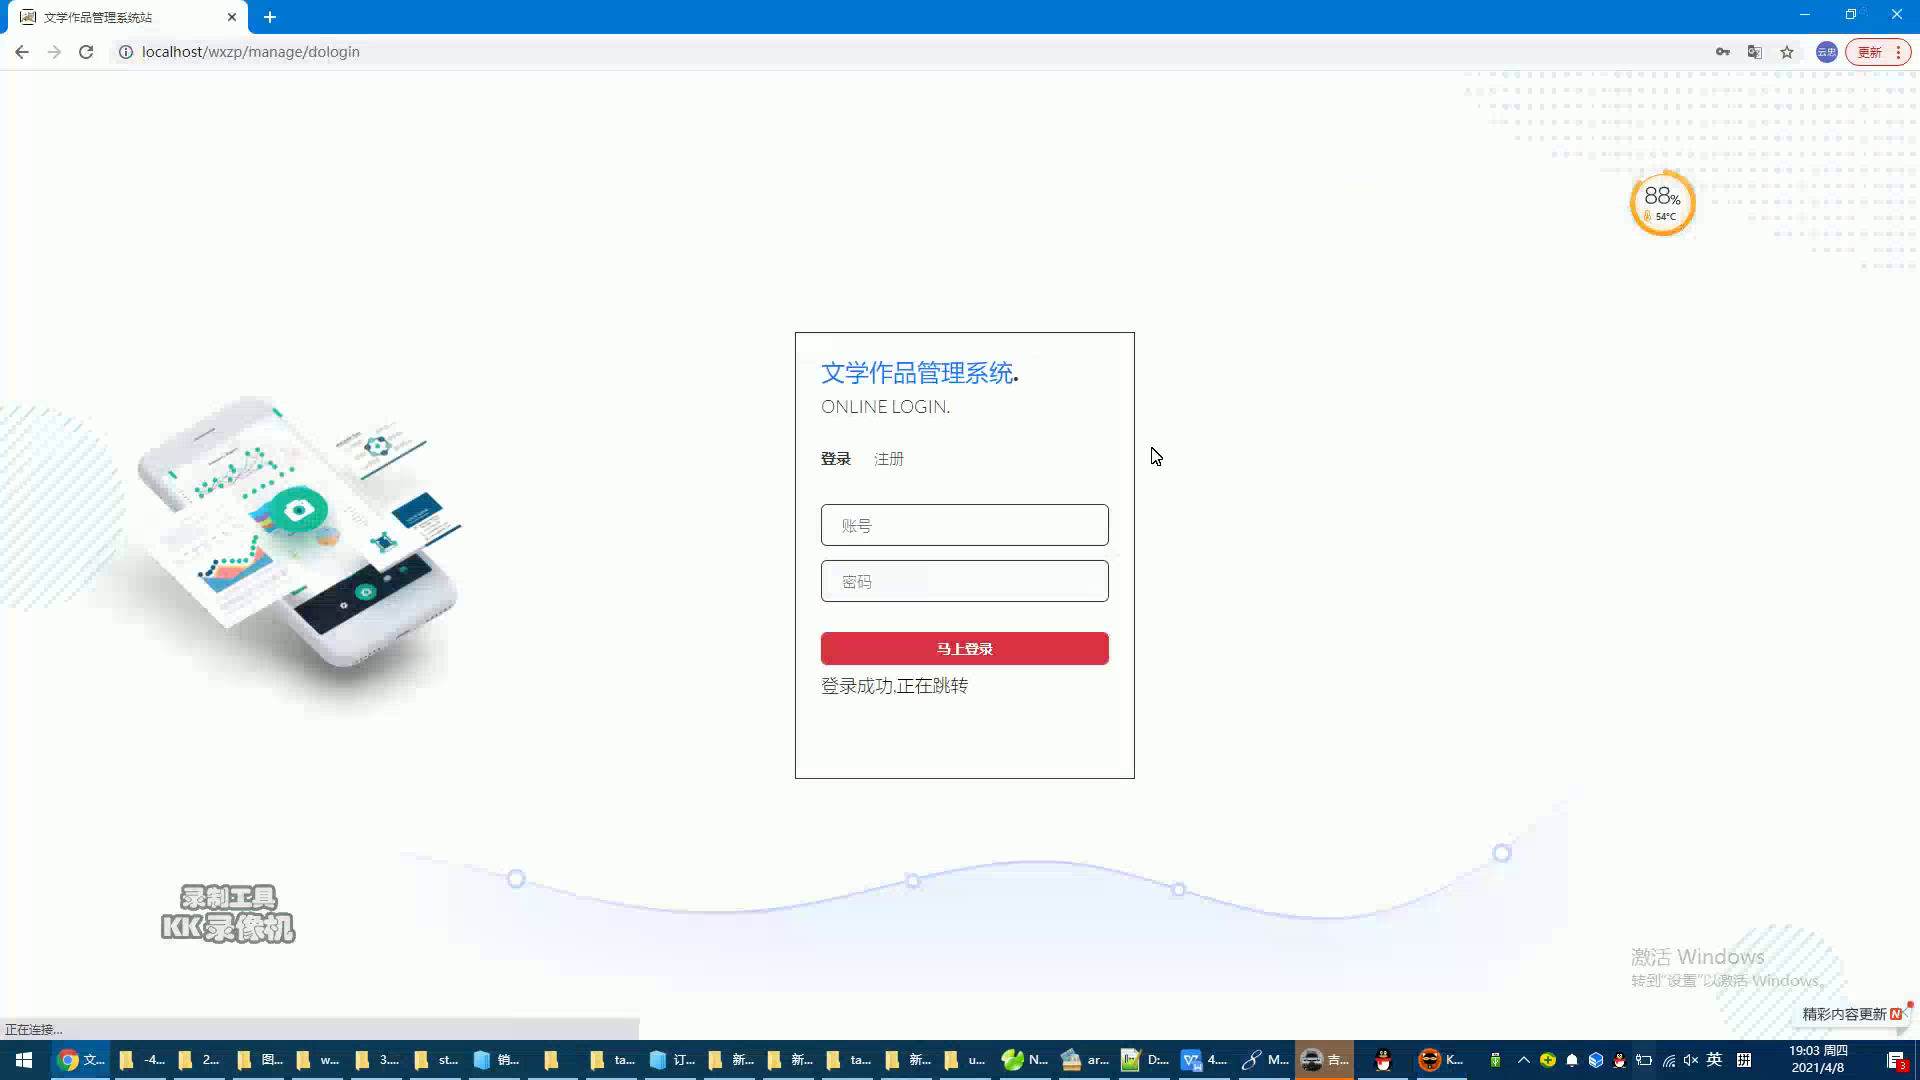 文学作品管理系统站
localhost/wxzp/manage/dologin
云忠
更新
88%
54°C
文学作品管理系统.
ONLINE LOGIN.
登录 注册
账号
密码
马上登录
登录成功,正在跳转
录制工具
KK录像机
激活 Windows
转到“设置”以激活 Windows。
精彩内容更新
正在连接...
文... -4... 2... 图... w... 3.... st... 销... ta... 订... 新... 新... ta... 新... u... N... ar... D:... 4.... M... 吉... K... 英 拼
19:03 周四
2021/4/8
3